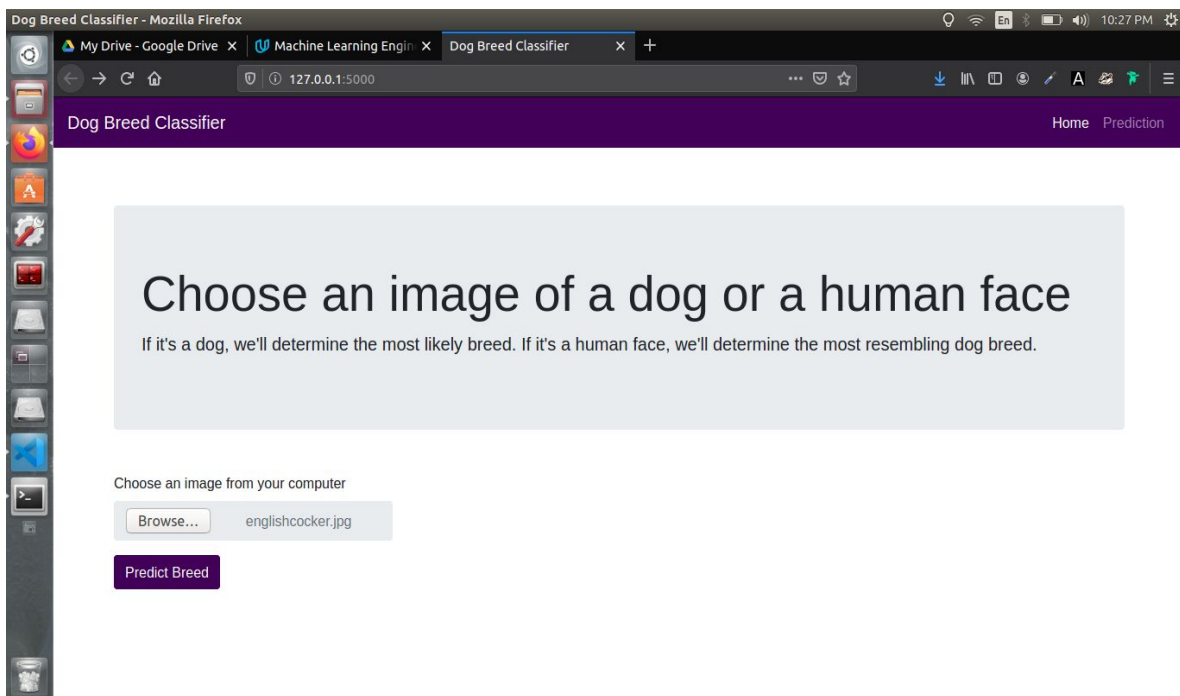 Dog Breed Classifier - Mozilla Firefox
En
10:27 PM
My Drive - Google Drive
Machine Learning Engin
Dog Breed Classifier
127.0.0.1:5000
Dog Breed Classifier
Home
Prediction
Choose an image of a dog or a human face
If it's a dog, we'll determine the most likely breed. If it's a human face, we'll determine the most resembling dog breed.
Choose an image from your computer
Browse...
englishcocker.jpg
Predict Breed